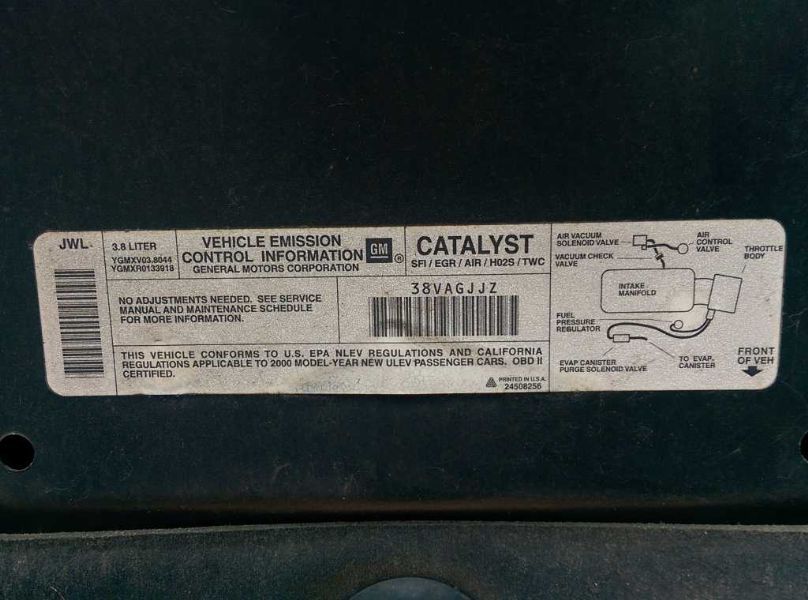 JWL
3.8 LITER
YGMXV03.8044
YGMXR0133918
VEHICLE EMISSION
CONTROL INFORMATION
GENERAL MOTORS CORPORATION
GM
®
CATALYST
SFI / EGR / AIR / HO2S / TWC
NO ADJUSTMENTS NEEDED. SEE SERVICE
MANUAL AND MAINTENANCE SCHEDULE
FOR MORE INFORMATION.
38VAGJJZ
THIS VEHICLE CONFORMS TO U.S. EPA NLEV REGULATIONS AND CALIFORNIA
REGULATIONS APPLICABLE TO 2000 MODEL-YEAR NEW ULEV PASSENGER CARS. OBD II
CERTIFIED.
PRINTED IN U.S.A.
24508256
AIR VACUUM
SOLENOID VALVE
VACUUM CHECK
VALVE
AIR
CONTROL
VALVE
THROTTLE
BODY
INTAKE
MANIFOLD
FUEL
PRESSURE
REGULATOR
EVAP CANISTER
PURGE SOLENOID VALVE
TO EVAP.
CANISTER
FRONT
OF VEH